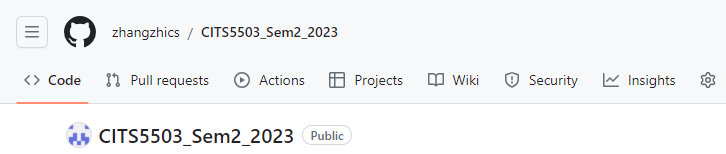 zhangzhics / CITS5503_Sem2_2023
Code Pull requests Actions Projects Wiki Security Insights
CITS5503_Sem2_2023 Public